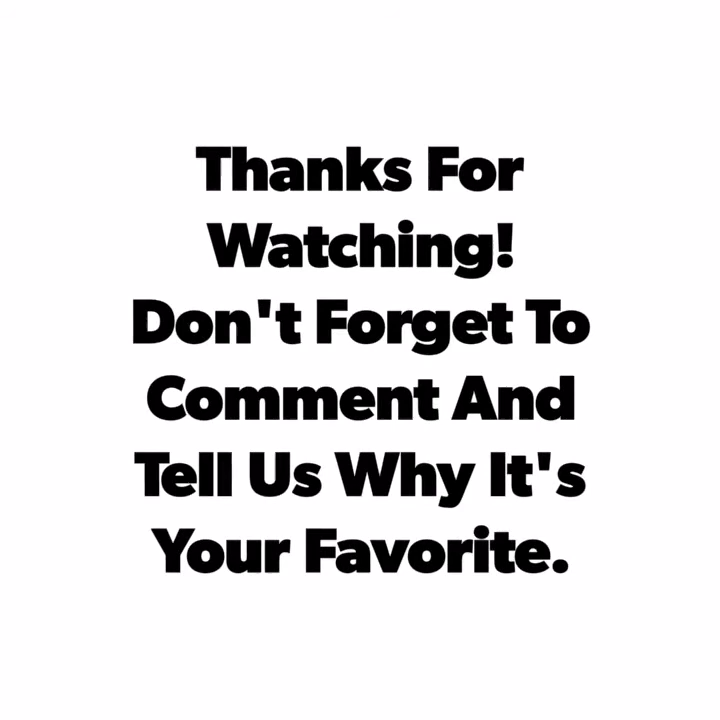 Thanks For
Watching!
Don't Forget To
Comment And
Tell Us Why It's
Your Favorite.